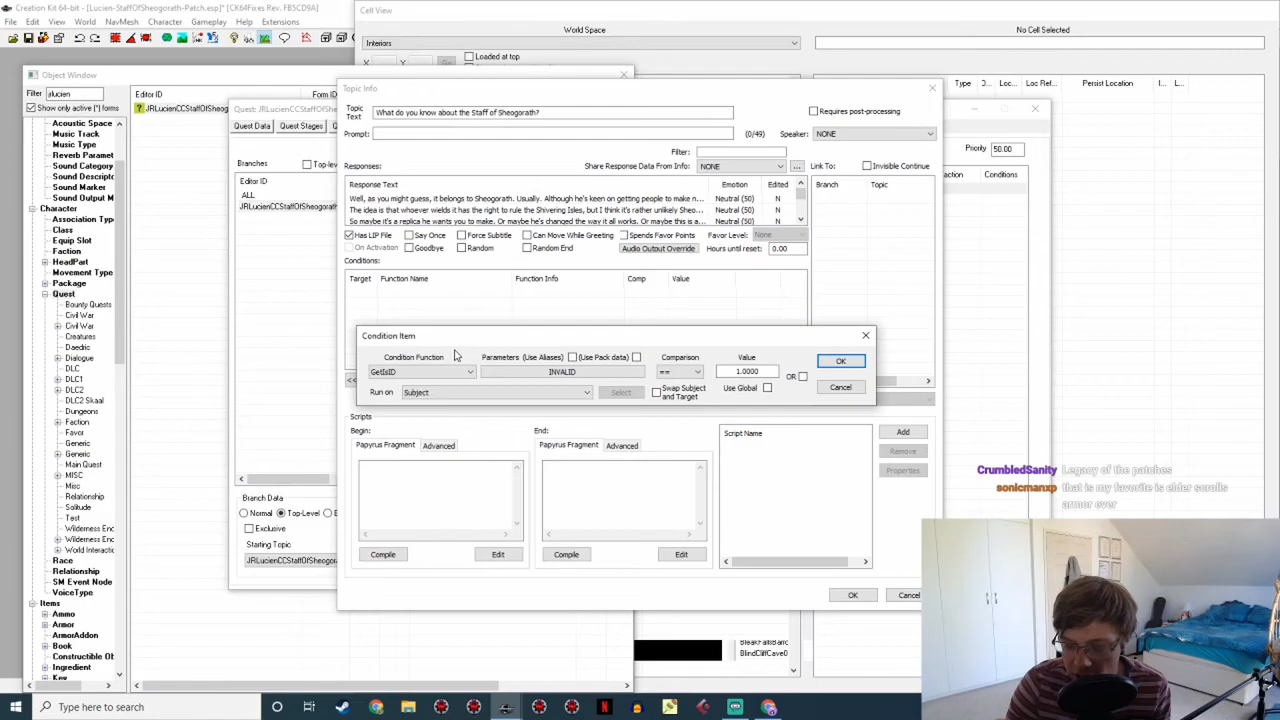 Creation Kit 64-bit - [Lucien-StaffOfSheogorath-Patch.esp]* [CK64Fixes Rev. FB5CD9A]
File Edit View World NavMesh Character Gameplay Help Extensions
Cell View
World Space
No Cell Selected
Interiors
Loaded at top
Object Window
Filter
Show only active (*) forms
Editor ID
Form ID
Type
Persist Location
Acoustic Space
Music Track
Music Type
Reverb Paramet
Sound Category
Sound Descripto
Sound Marker
Sound Output M
Character
Association Typ
Class
Equip Slot
Faction
HeadPart
Movement Type
Package
Quest
Bounty Quests
Civil War
Civil War
Creatures
Daedric
Dialogue
DLC
DLC1
DLC2
DLC2 Skaal
Dungeons
Faction
Favor
Generic
Generic
Main Quest
MISC
Misc
Relationship
Solitude
Test
Wilderness Enc
Wilderness Enc
World Interacti
Race
Relationship
SM Event Node
VoiceType
Items
Ammo
Armor
ArmorAddon
Book
Constructible Ob
Ingredient
Key
Quest Data
Quest Stages
Branches
Editor ID
ALL
Branch Data
Normal
Top-Level
Exclusive
Starting Topic
Priority
50.00
Conditions
Topic Info
Topic Text
What do you know about the Staff of Sheogorath?
Requires post-processing
Prompt:
(0/49)
Speaker:
NONE
Filter:
Responses:
Share Response Data From Info:
NONE
...
Link To:
Invisible Continue
Response Text
Emotion
Edited
Branch
Topic
Well, as you might guess, it belongs to Sheogorath. Usually. Although he's keen on getting people to make n... Neutral (50) N
The idea is that whoever wields it has the right to rule the Shivering Isles, but I think it's rather unlikely Sheo... Neutral (50) N
So maybe it's a replica he wants you to make. Or maybe he's changed the way it all works. Or maybe this is a... Neutral (50) N
Has LIP File
Say Once
Force Subtitle
Can Move While Greeting
Spends Favor Points
Favor Level:
None
On Activation
Goodbye
Random
Random End
Audio Output Override
Hours until reset:
0.00
Conditions:
Target
Function Name
Function Info
Comp
Value
Condition Item
Condition Function
Parameters (Use Aliases)
(Use Pack data)
Comparison
Value
GetIsID
INVALID
==
1.0000
OR
OK
Run on
Subject
Select
Swap Subject and Target
Use Global
Cancel
Scripts
Begin:
End:
Papyrus Fragment
Advanced
Papyrus Fragment
Advanced
Script Name
Add
Remove
Properties
Compile
Edit
Compile
Edit
OK
Cancel
CrumbledSanity Legacy of the patches
sonicmanxp that is my favorite is elder scrolls
armor ever
BlindCliffCave0
Type here to search